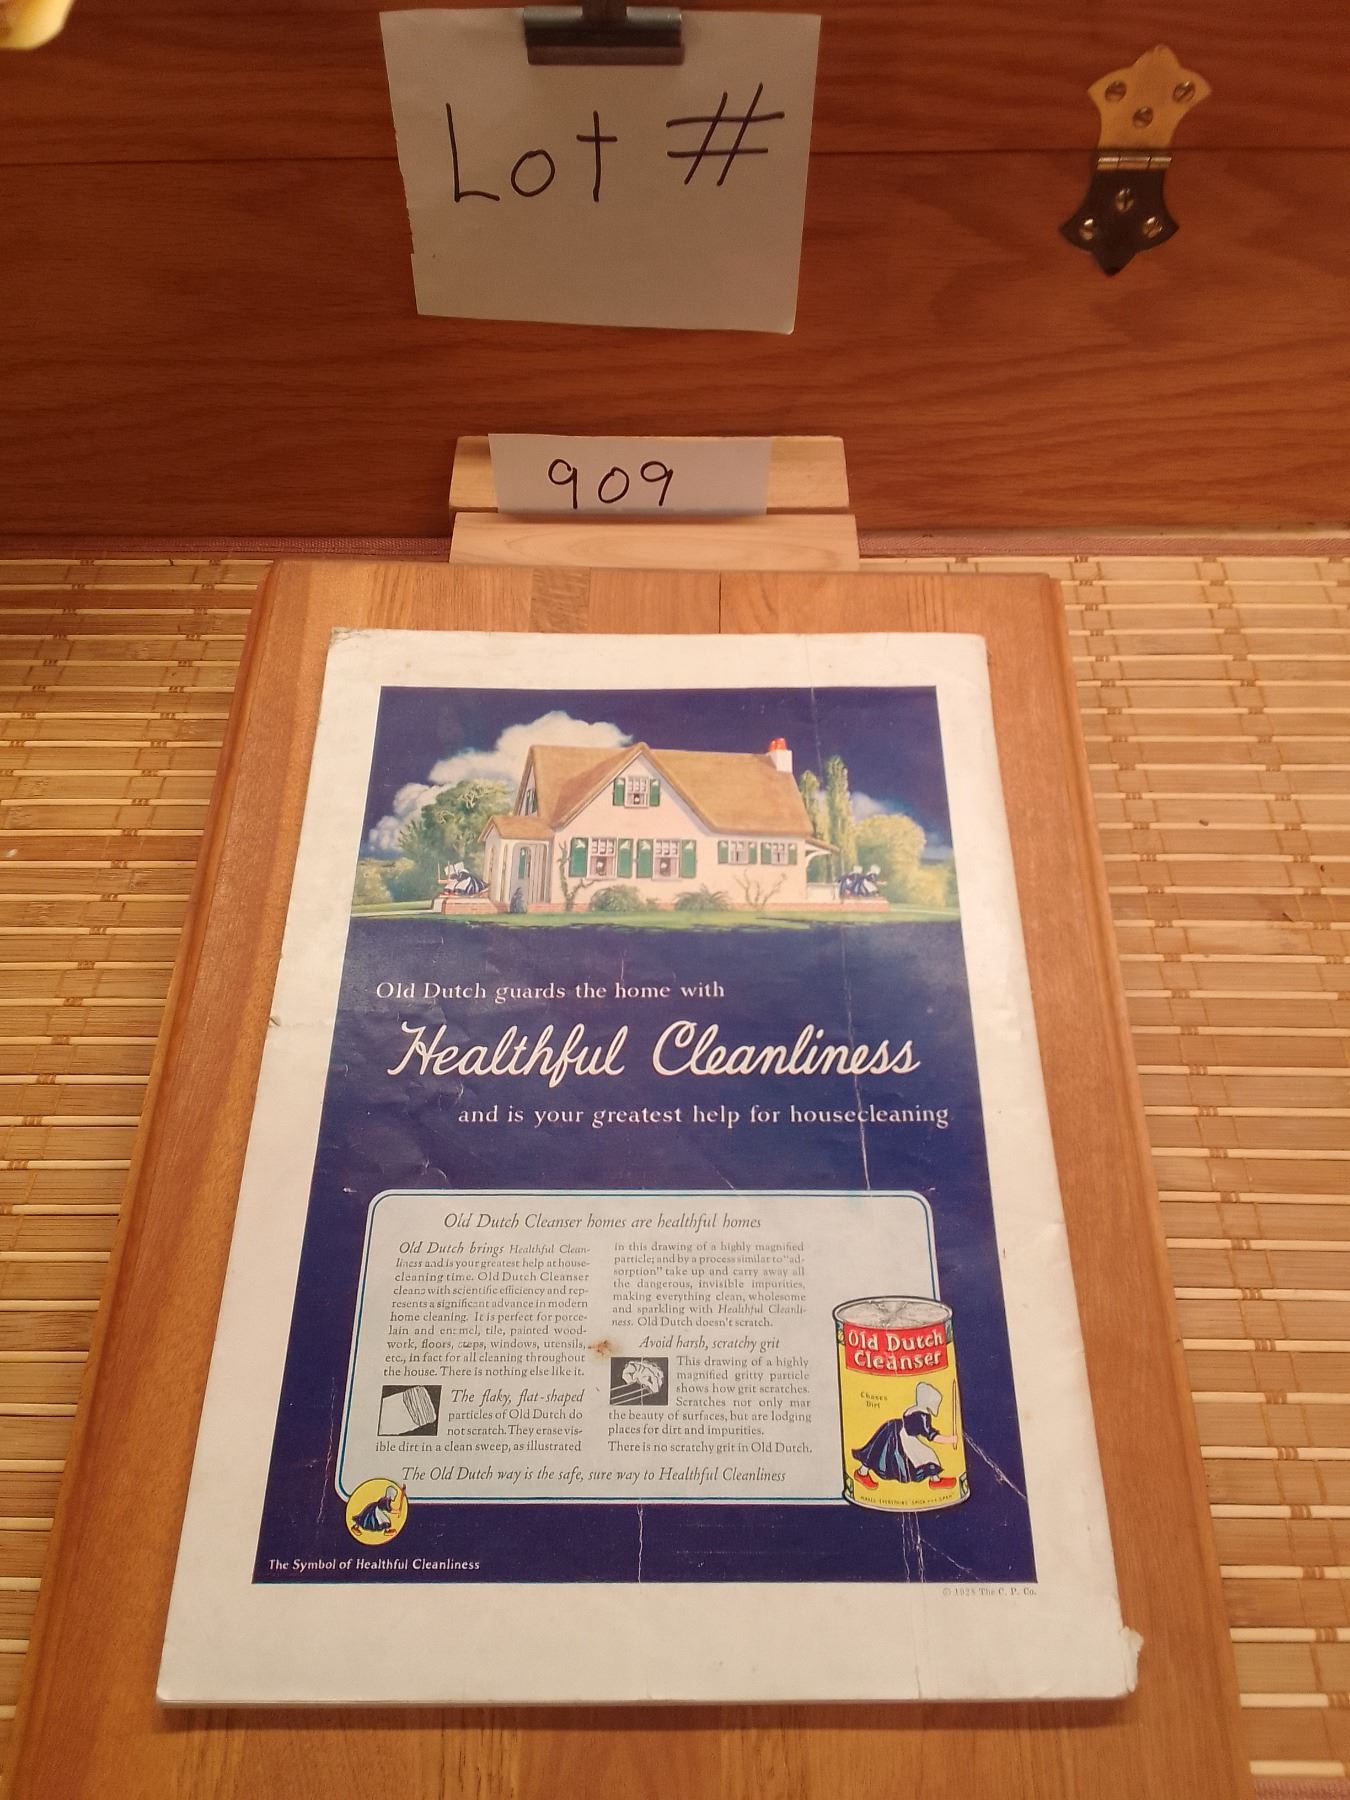 Lot #
909
Old Dutch guards the home with
Healthful Cleanliness
and is your greatest help for housecleaning
Old Dutch Cleanser homes are healthful homes
Old Dutch brings Healthful Clean-
liness and is your greatest help at house-
cleaning time. Old Dutch Cleanser
cleans with scientific efficiency and rep-
resents a significant advance in modern
home cleaning. It is perfect for porce-
lain and enamel, tile, painted wood-
work, floors, steps, windows, utensils,
etc., in fact for all cleaning throughout
the house. There is nothing else like it.
The flaky, flat-shaped
particles of Old Dutch do
not scratch. They erase vis-
ible dirt in a clean sweep, as illustrated
in this drawing of a highly magnified
particle; and by a process similar to "ad-
sorption" take up and carry away all
the dangerous, invisible impurities,
making everything clean, wholesome
and sparkling with Healthful Cleanli-
ness. Old Dutch doesn't scratch.
Avoid harsh, scratchy grit
This drawing of a highly
magnified gritty particle
shows how grit scratches.
Scratches not only mar
the beauty of surfaces, but are lodging
places for dirt and impurities.
There is no scratchy grit in Old Dutch.
The Old Dutch way is the safe, sure way to Healthful Cleanliness
Old Dutch
Cleanser
Chases
Dirt
MAKES EVERYTHING SPICK AND SPAN
The Symbol of Healthful Cleanliness
© 1928 The C. P. Co.